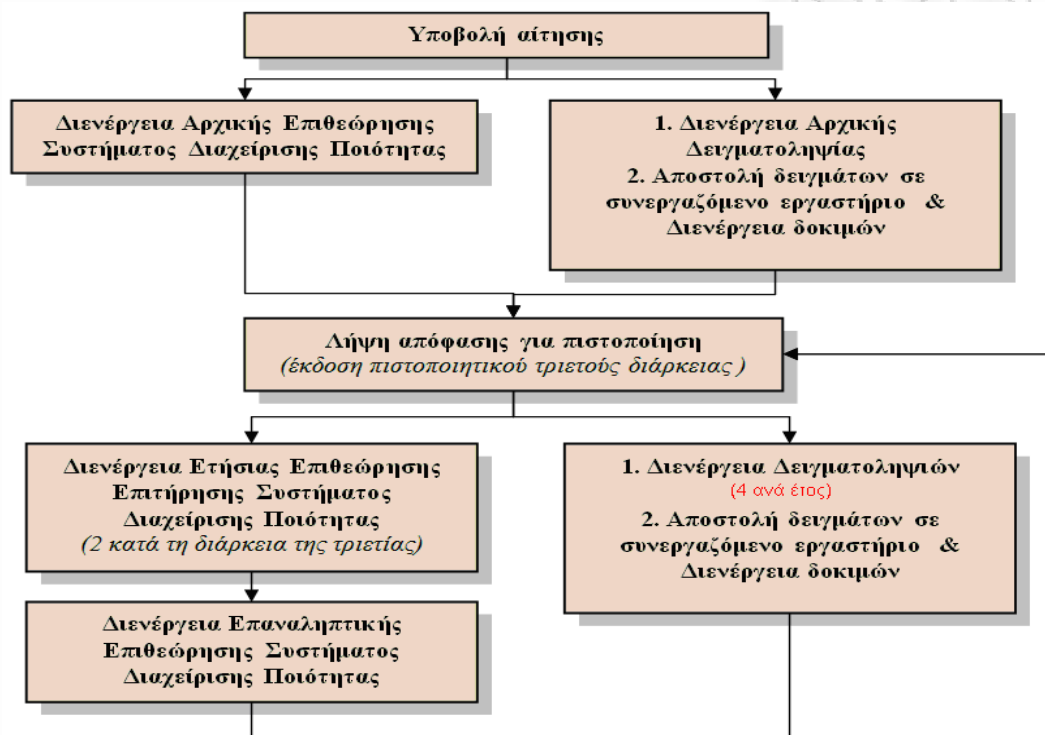 Υποβολή αίτησης
Διενέργεια Αρχικής Επιθεώρησης
Συστήματος Διαχείρισης Ποιότητας
1. Διενέργεια Αρχικής
Δειγματοληψίας
2. Αποστολή δειγμάτων σε
συνεργαζόμενο εργαστήριο &
Διενέργεια δοκιμών
Λήψη απόφασης για πιστοποίηση
(έκδοση πιστοποιητικού τριετούς διάρκειας )
Διενέργεια Ετήσιας Επιθεώρησης
Επιτήρησης Συστήματος
Διαχείρισης Ποιότητας
(2 κατά τη διάρκεια της τριετίας)
1. Διενέργεια Δειγματοληψιών
(4 ανά έτος)
2. Αποστολή δειγμάτων σε
συνεργαζόμενο εργαστήριο &
Διενέργεια δοκιμών
Διενέργεια Επαναληπτικής
Επιθεώρησης Συστήματος
Διαχείρισης Ποιότητας